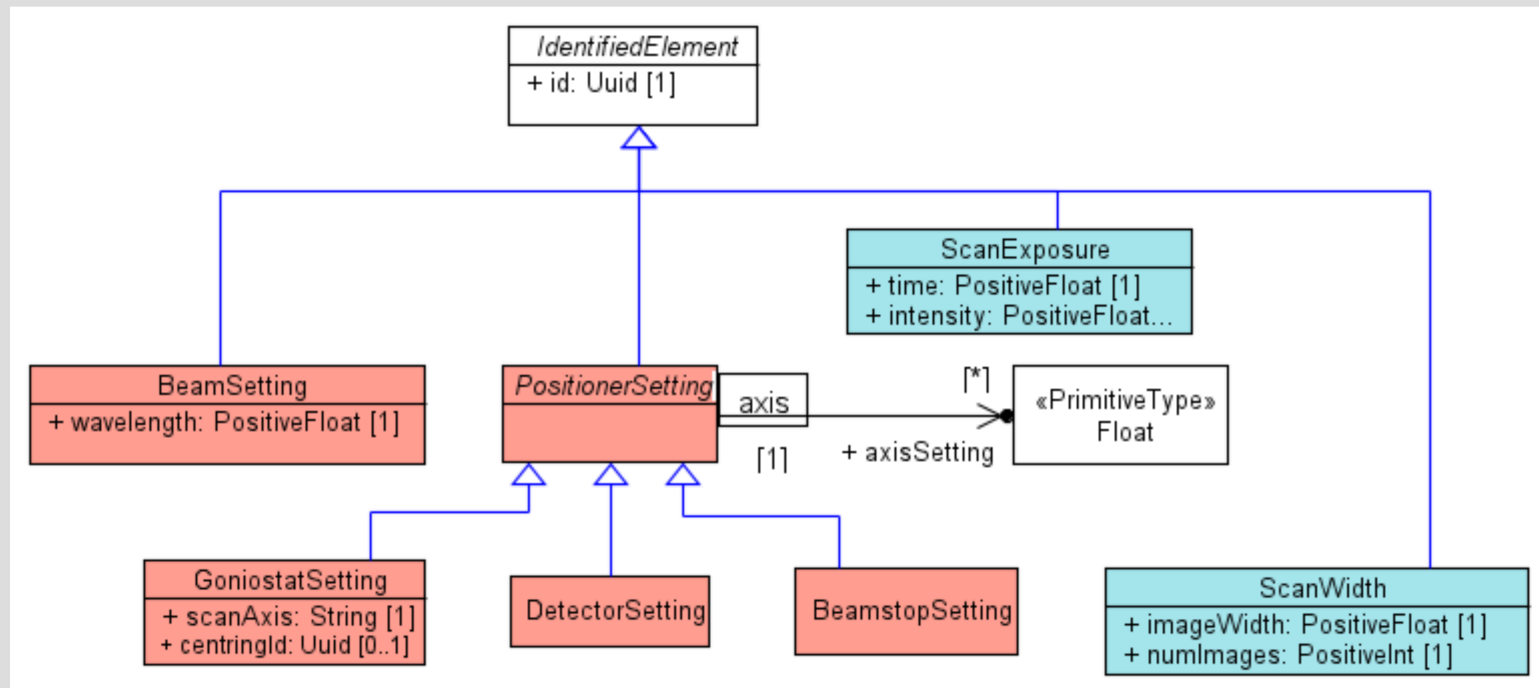 IdentifiedElement
+ id: Uuid [1]
ScanExposure
+ time: PositiveFloat [1]
+ intensity: PositiveFloat...
BeamSetting
+ wavelength: PositiveFloat [1]
PositionerSetting
axis
[1]
[*]
+ axisSetting
«PrimitiveType»
Float
GoniostatSetting
+ scanAxis: String [1]
+ centringId: Uuid [0..1]
DetectorSetting
BeamstopSetting
ScanWidth
+ imageWidth: PositiveFloat [1]
+ numImages: PositiveInt [1]